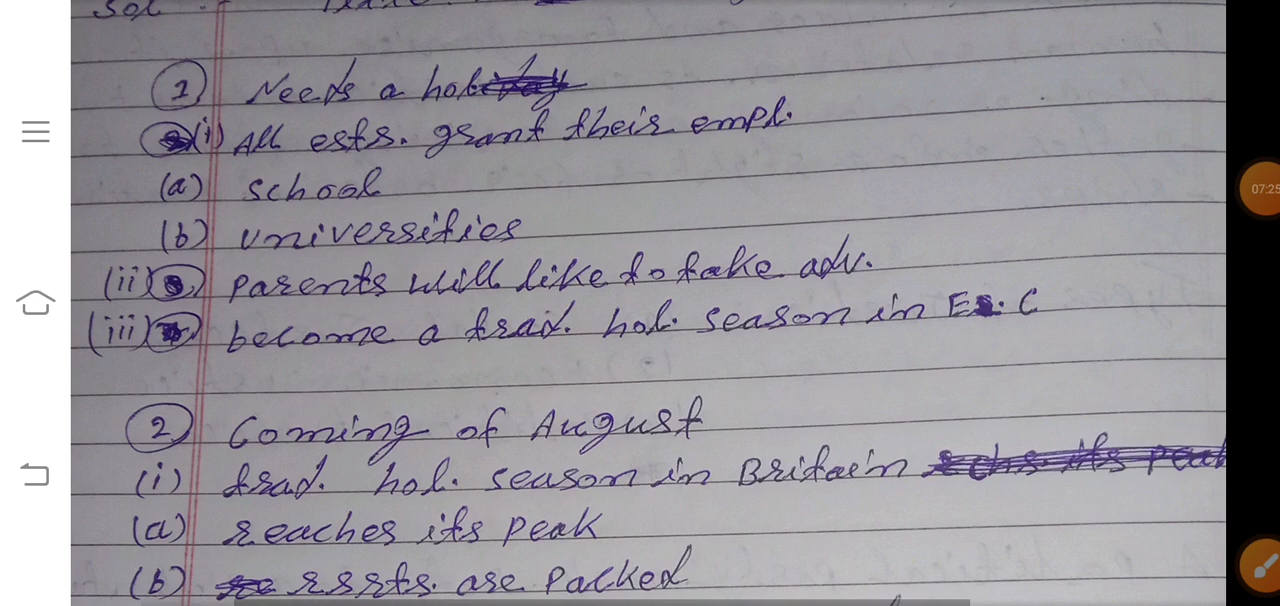 Sol :-
① Needs a hol
(i) All ests. grant their empl.
(a) school
(b) universities
(ii) Parents will like to take adv.
(iii) become a trad. hol. season in E. C
② Coming of August
(i) trad. hol. season in Britain
(a) reaches its peak
(b) rsrts. are Packed
07:25